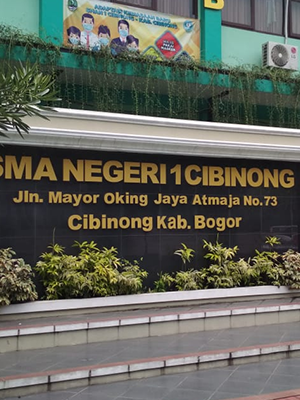 SMA NEGERI 1 CIBINONG
Jln. Mayor Oking Jaya Atmaja No.73
Cibinong Kab. Bogor